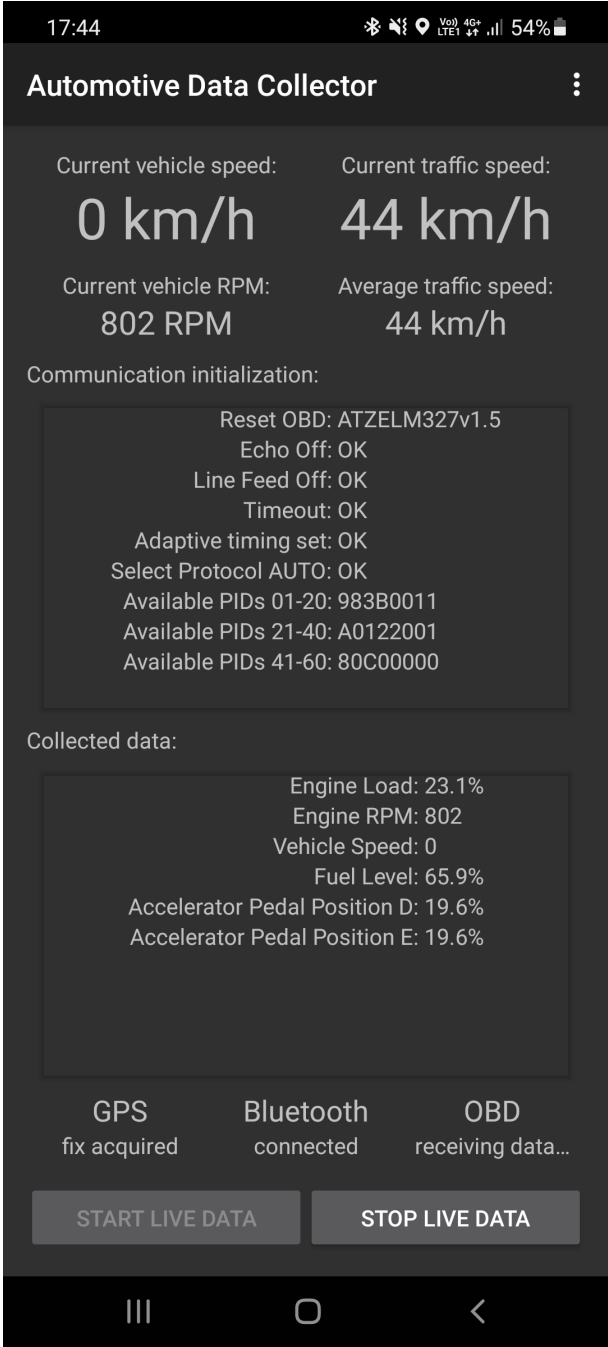 17:44 Vo)) 4G+ LTE1 54%
Automotive Data Collector
Current vehicle speed: Current traffic speed:
0 km/h 44 km/h
Current vehicle RPM: Average traffic speed:
802 RPM 44 km/h
Communication initialization:
Reset OBD: ATZELM327v1.5
Echo Off: OK
Line Feed Off: OK
Timeout: OK
Adaptive timing set: OK
Select Protocol AUTO: OK
Available PIDs 01-20: 983B0011
Available PIDs 21-40: A0122001
Available PIDs 41-60: 80C00000
Collected data:
Engine Load: 23.1%
Engine RPM: 802
Vehicle Speed: 0
Fuel Level: 65.9%
Accelerator Pedal Position D: 19.6%
Accelerator Pedal Position E: 19.6%
GPS Bluetooth OBD
fix acquired connected receiving data...
START LIVE DATA STOP LIVE DATA